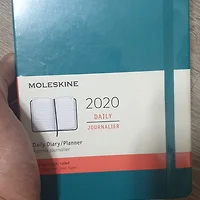 MOLESKINE
2020
DAILY
JOURNALIER
Daily Diary/Planner